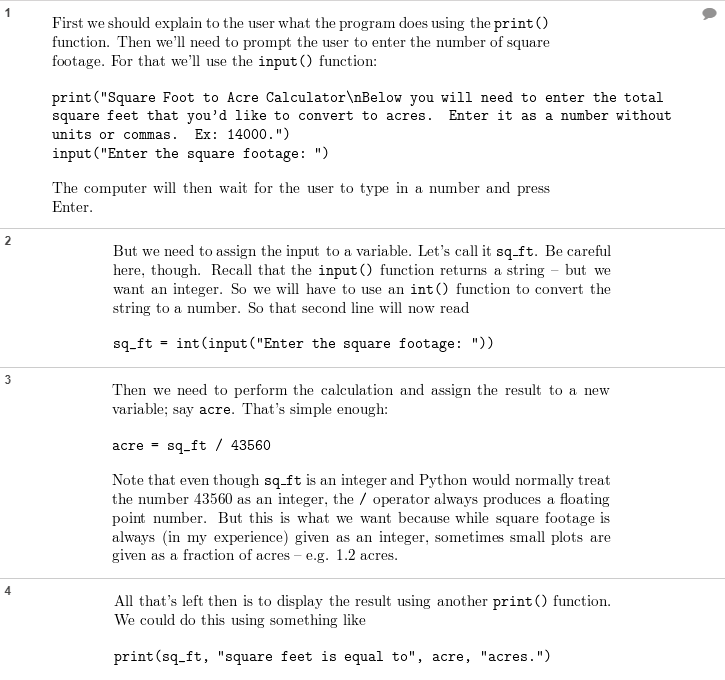 1
First we should explain to the user what the program does using the print()
function. Then we'll need to prompt the user to enter the number of square
footage. For that we'll use the input() function:
print("Square Foot to Acre Calculator\nBelow you will need to enter the total
square feet that you'd like to convert to acres.  Enter it as a number without
units or commas.  Ex: 14000.")
input("Enter the square footage: ")
The computer will then wait for the user to type in a number and press
Enter.
2
But we need to assign the input to a variable. Let's call it sq_ft. Be careful
here, though. Recall that the input() function returns a string – but we
want an integer. So we will have to use an int() function to convert the
string to a number. So that second line will now read
sq_ft = int(input("Enter the square footage: "))
3
Then we need to perform the calculation and assign the result to a new
variable; say acre. That's simple enough:
acre = sq_ft / 43560
Note that even though sq_ft is an integer and Python would normally treat
the number 43560 as an integer, the / operator always produces a floating
point number. But this is what we want because while square footage is
always (in my experience) given as an integer, sometimes small plots are
given as a fraction of acres – e.g. 1.2 acres.
4
All that's left then is to display the result using another print() function.
We could do this using something like
print(sq_ft, "square feet is equal to", acre, "acres.")